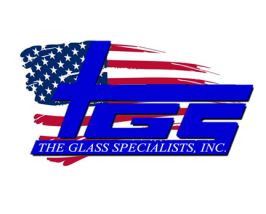 tGS
THE GLASS SPECIALISTS, INC.